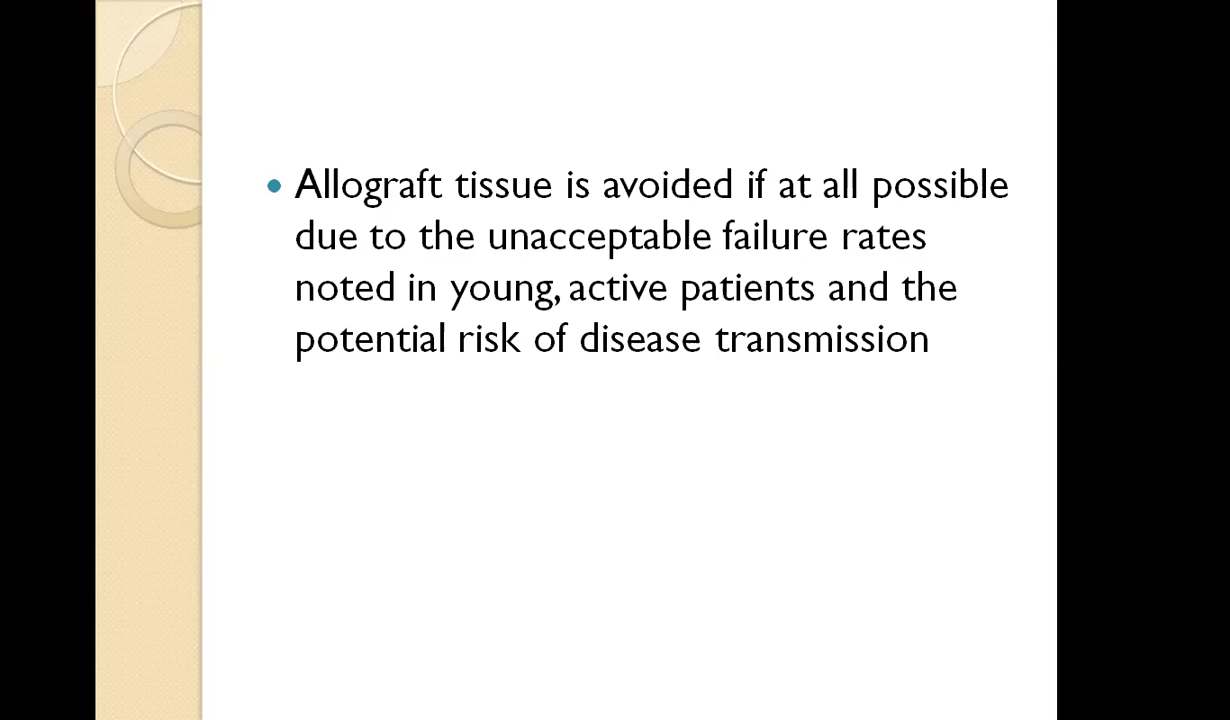 • Allograft tissue is avoided if at all possible
due to the unacceptable failure rates
noted in young, active patients and the
potential risk of disease transmission